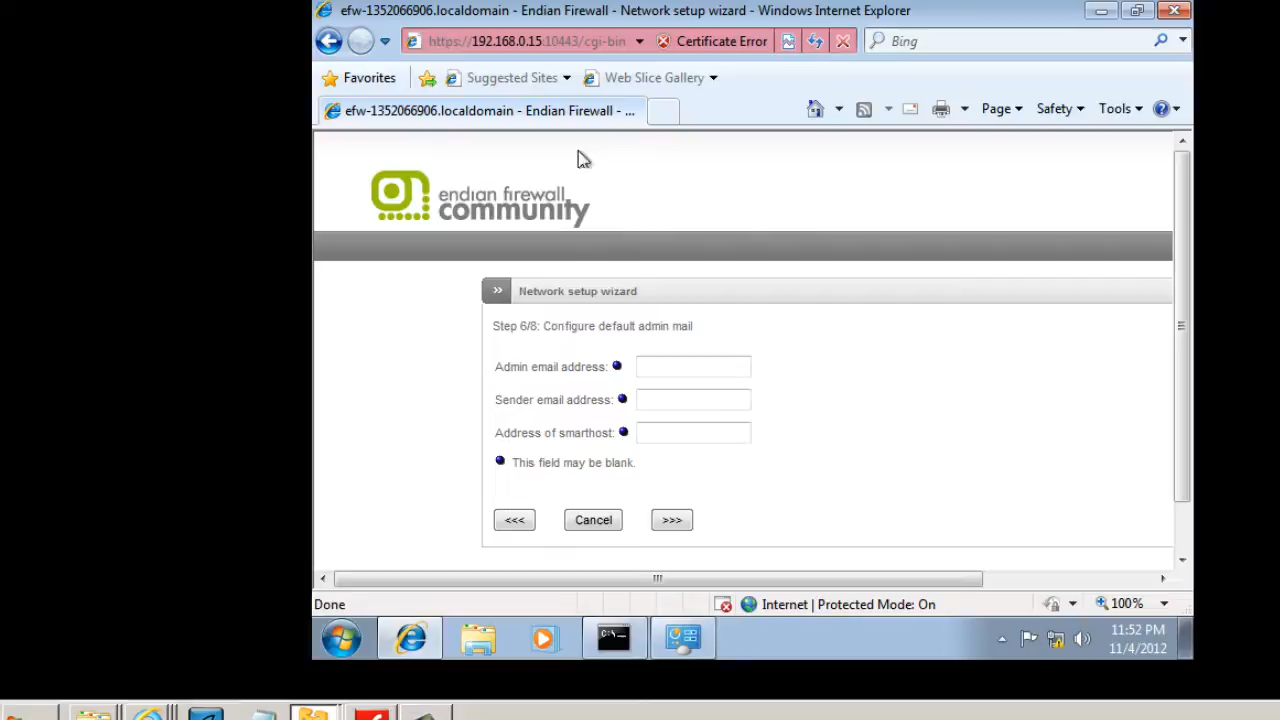 efw-1352066906.localdomain - Endian Firewall - Network setup wizard - Windows Internet Explorer
https://192.168.0.15:10443/cgi-bin Certificate Error Bing
Favorites Suggested Sites Web Slice Gallery
efw-1352066906.localdomain - Endian Firewall - ... Page Safety Tools
endian firewall
community
>> Network setup wizard
Step 6/8: Configure default admin mail
Admin email address:
Sender email address:
Address of smarthost:
This field may be blank.
<<< Cancel >>>
Done Internet | Protected Mode: On 100%
C:\_
11:52 PM
11/4/2012